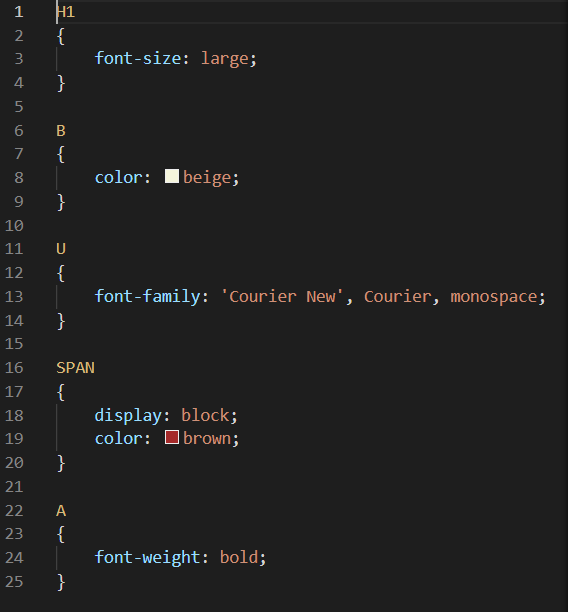 1 H1
2 {
3     font-size: large;
4 }
5
6 B
7 {
8     color: beige;
9 }
10
11 U
12 {
13     font-family: 'Courier New', Courier, monospace;
14 }
15
16 SPAN
17 {
18     display: block;
19     color: brown;
20 }
21
22 A
23 {
24     font-weight: bold;
25 }